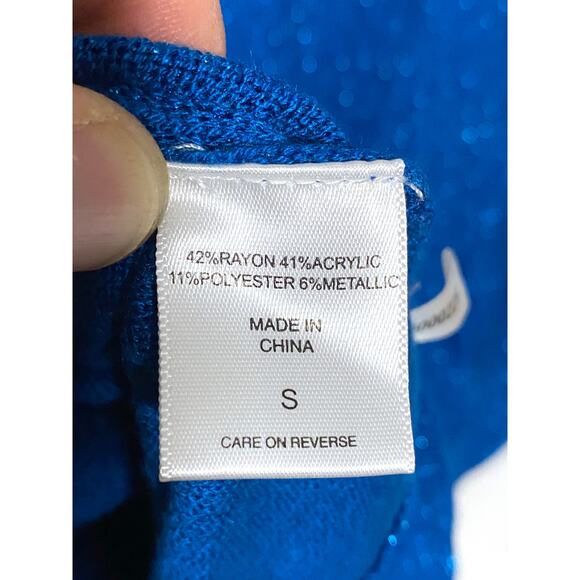 42%RAYON 41%ACRYLIC
11%POLYESTER 6%METALLIC
MADE IN
CHINA
S
CARE ON REVERSE